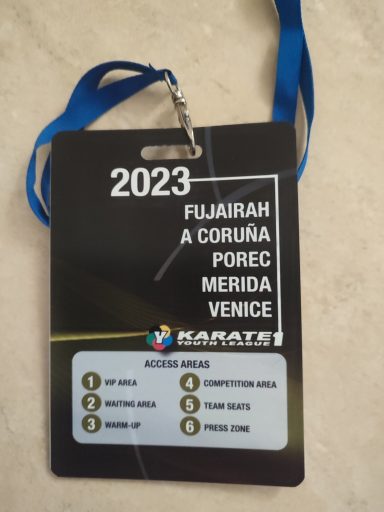 2023
FUJAIRAH
A CORUÑA
POREC
MERIDA
VENICE
Y KARATE1
YOUTH LEAGUE
ACCESS AREAS
1 VIP AREA
2 WAITING AREA
3 WARM-UP
4 COMPETITION AREA
5 TEAM SEATS
6 PRESS ZONE